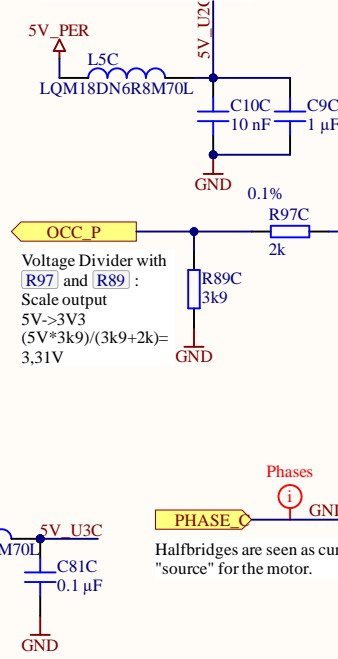 5V_PER
5V_U2C
L5C
LQM18DN6R8M70L
C10C
10 nF
C9C
1 µF
GND
0.1%
R97C
2k
OCC_P
Voltage Divider with
R97 and R89 :
Scale output
5V->3V3
(5V*3k9)/(3k9+2k)=
3,31V
R89C
3k9
GND
Phases
i
PHASE_C
GND
5V_U3C
M70L
Halfbridges are seen as cur
"source" for the motor.
C81C
0.1 µF
GND